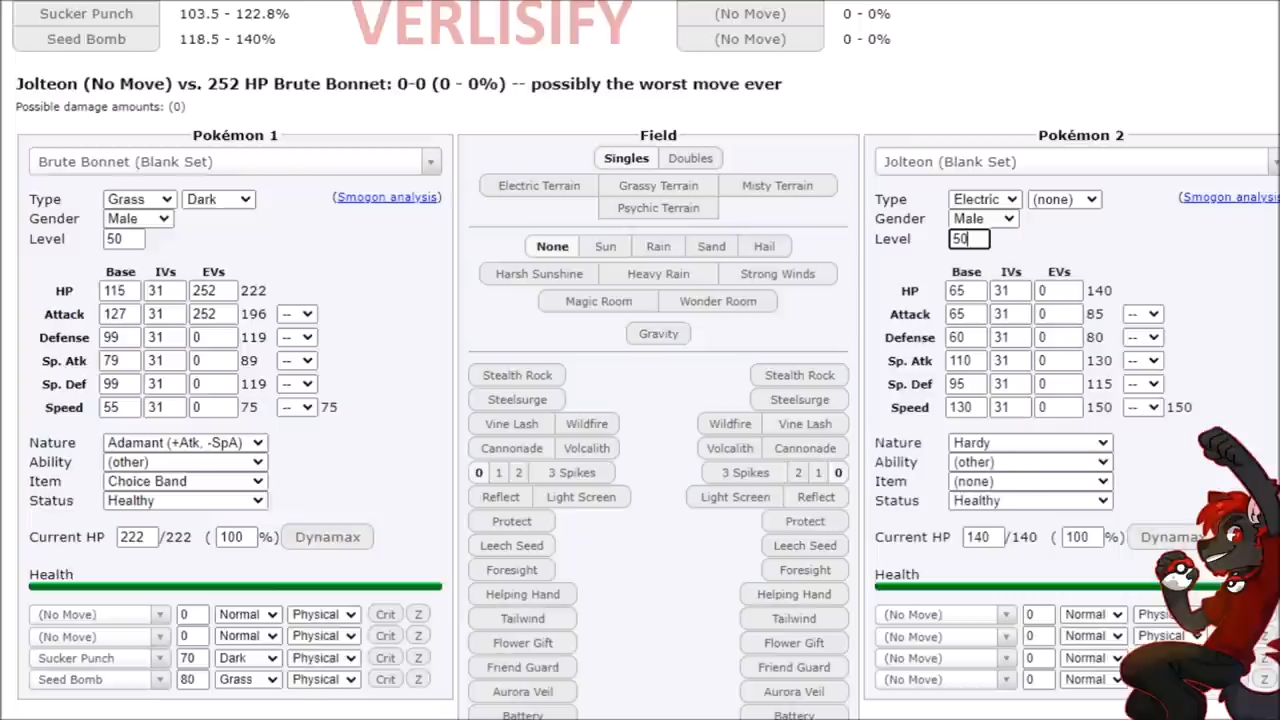 Sucker Punch 103.5 - 122.8% (No Move) 0 - 0%
Seed Bomb 118.5 - 140% (No Move) 0 - 0%
VERLISIFY
Jolteon (No Move) vs. 252 HP Brute Bonnet: 0-0 (0 - 0%) -- possibly the worst move ever
Possible damage amounts: (0)
Pokémon 1
Brute Bonnet (Blank Set)
Type Grass Dark (Smogon analysis)
Gender Male
Level 50
Base IVs EVs
HP 115 31 252 222
Attack 127 31 252 196 --
Defense 99 31 0 119 --
Sp. Atk 79 31 0 89 --
Sp. Def 99 31 0 119 --
Speed 55 31 0 75 -- 75
Nature Adamant (+Atk, -SpA)
Ability (other)
Item Choice Band
Status Healthy
Current HP 222 /222 ( 100 %) Dynamax
Health
(No Move) 0 Normal Physical Crit Z
(No Move) 0 Normal Physical Crit Z
Sucker Punch 70 Dark Physical Crit Z
Seed Bomb 80 Grass Physical Crit Z
Field
Singles Doubles
Electric Terrain Grassy Terrain Misty Terrain
Psychic Terrain
None Sun Rain Sand Hail
Harsh Sunshine Heavy Rain Strong Winds
Magic Room Wonder Room
Gravity
Stealth Rock Stealth Rock
Steelsurge Steelsurge
Vine Lash Wildfire Wildfire Vine Lash
Cannonade Volcalith Volcalith Cannonade
0 1 2 3 Spikes 3 Spikes 2 1 0
Reflect Light Screen Light Screen Reflect
Protect Protect
Leech Seed Leech Seed
Foresight Foresight
Helping Hand Helping Hand
Tailwind Tailwind
Flower Gift Flower Gift
Friend Guard Friend Guard
Aurora Veil Aurora Veil
Battery Battery
Pokémon 2
Jolteon (Blank Set)
Type Electric (none) (Smogon analysis
Gender Male
Level 50
Base IVs EVs
HP 65 31 0 140
Attack 65 31 0 85 --
Defense 60 31 0 80 --
Sp. Atk 110 31 0 130 --
Sp. Def 95 31 0 115 --
Speed 130 31 0 150 -- 150
Nature Hardy
Ability (other)
Item (none)
Status Healthy
Current HP 140 /140 ( 100 %) Dynamax
Health
(No Move) 0 Normal
(No Move) 0 Normal Physical
(No Move) 0 Normal
(No Move) 0 Normal Z